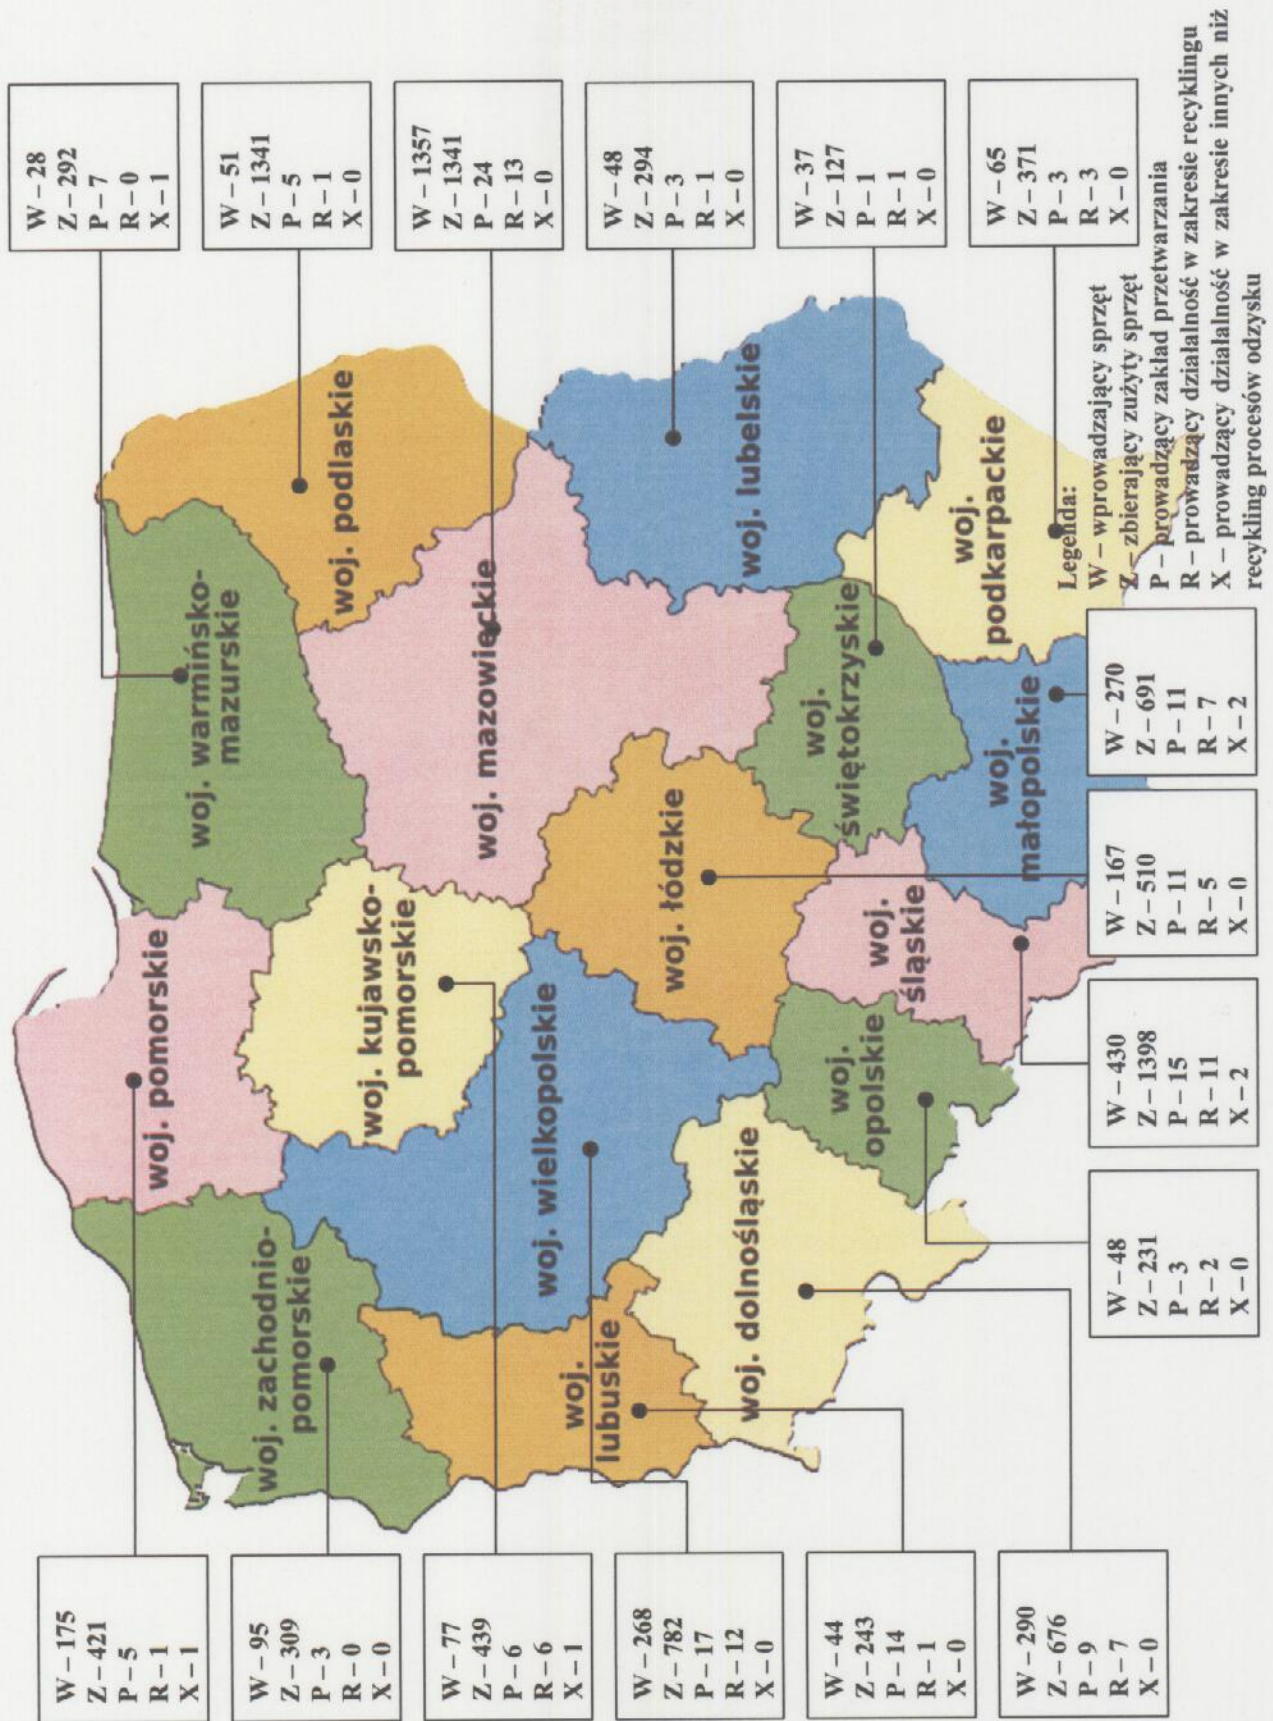 W – 28
Z – 292
P – 7
R – 0
X – 1
W – 51
Z – 1341
P – 5
R – 1
X – 0
W – 1357
Z – 1341
P – 24
R – 13
X – 0
W – 48
Z – 294
P – 3
R – 1
X – 0
W – 37
Z – 127
P – 1
R – 1
X – 0
W – 65
Z – 371
P – 3
R – 3
X – 0
woj. podlaskie
woj. warmińsko-
mazurskie
woj. mazowieckie
woj. lubelskie
woj.
podkarpackie
woj.
świętokrzyskie
woj.
małopolskie
woj. pomorskie
woj. kujawsko-
pomorskie
woj. łódzkie
woj.
śląskie
woj. zachodnio-
pomorskie
woj. wielkopolskie
woj.
opolskie
woj.
lubuskie
woj. dolnośląskie
W – 175
Z – 421
P – 5
R – 1
X – 1
W – 95
Z – 309
P – 3
R – 0
X – 0
W – 77
Z – 439
P – 6
R – 6
X – 1
W – 268
Z – 782
P – 17
R – 12
X – 0
W – 44
Z – 243
P – 14
R – 1
X – 0
W – 290
Z – 676
P – 9
R – 7
X – 0
W – 48
Z – 231
P – 3
R – 2
X – 0
W – 430
Z – 1398
P – 15
R – 11
X – 2
W – 167
Z – 510
P – 11
R – 5
X – 0
W – 270
Z – 691
P – 11
R – 7
X – 2
Legenda:
W – wprowadzający sprzęt
Z – zbierający zużyty sprzęt
P – prowadzący zakład przetwarzania
R – prowadzący działalność w zakresie recyklingu
X – prowadzący działalność w zakresie innych niż
recykling procesów odzysku